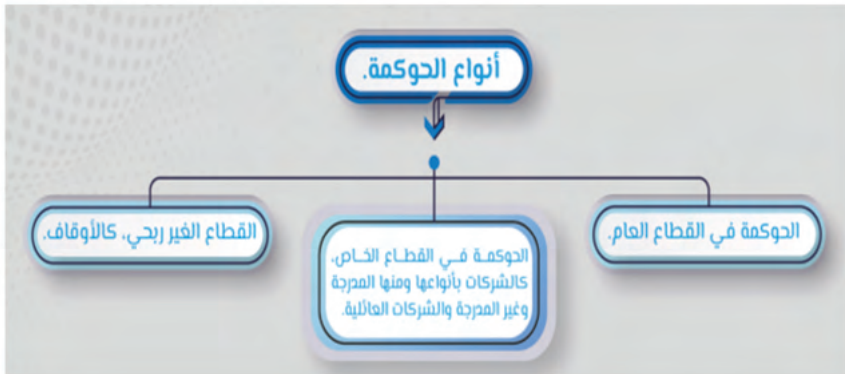 أنواع الحوكمة.
الحوكمة في القطاع العام.
الحوكمة في القطاع الخاص،
كالشركات بأنواعها ومنها المدرجة
وغير المدرجة والشركات العائلية.
القطاع الغير ربحي، كالأوقاف.